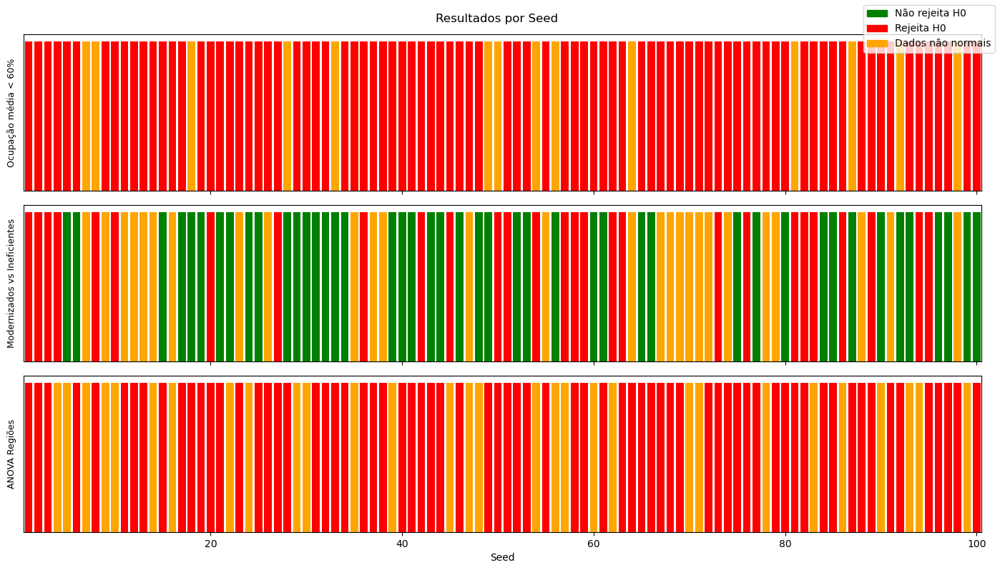 Resultados por Seed
Não rejeita H0
Rejeita H0
Dados não normais
Ocupação média < 60%
Modernizados vs Ineficientes
ANOVA Regiões
20
40
60
80
100
Seed